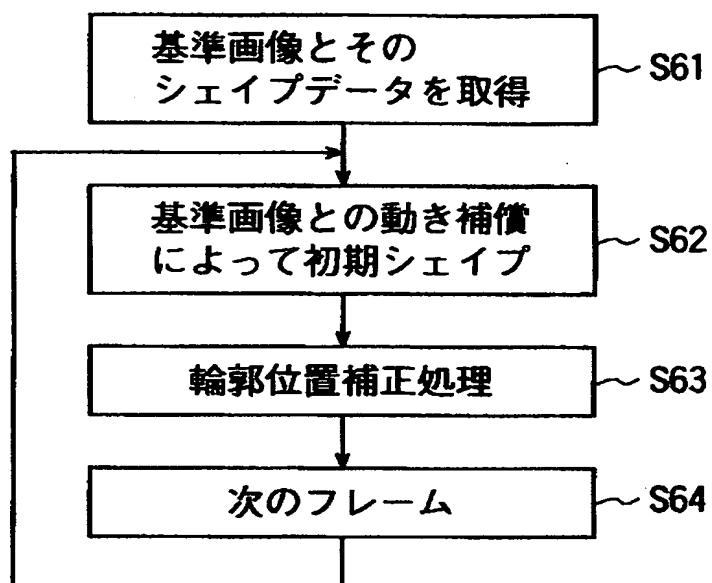 基準画像とその
シェイプデータを取得
S61
基準画像との動き補償
によって初期シェイプ
S62
輪郭位置補正処理
S63
次のフレーム
S64